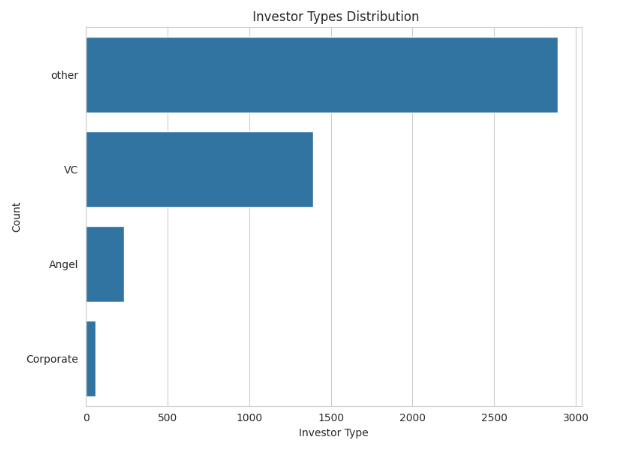 Investor Types Distribution
other
VC
Angel
Corporate
Count
0 500 1000 1500 2000 2500 3000
Investor Type